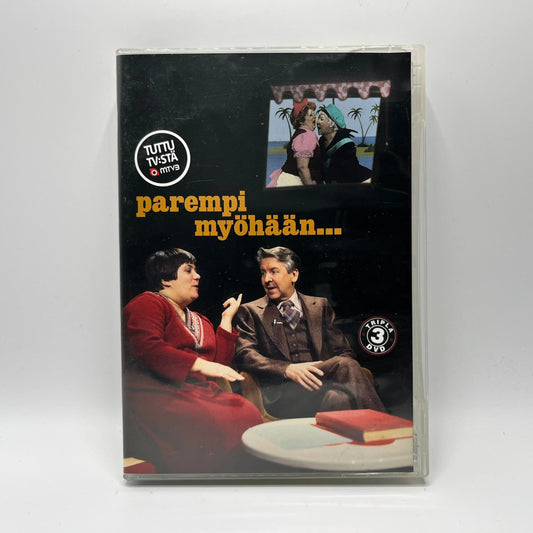 TUTTU
TV:STÄ
MTV3
parempi
myöhään...
TRIPLA
3
DVD